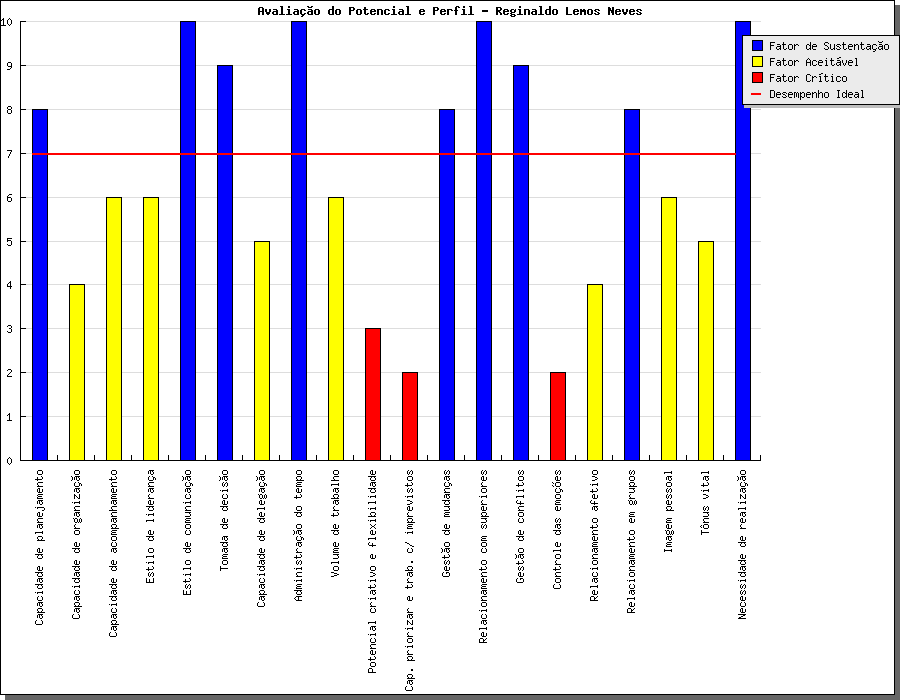 Avaliação do Potencial e Perfil - Reginaldo Lemos Neves
10
9
8
7
6
5
4
3
2
1
0
Fator de Sustentação
Fator Aceitável
Fator Crítico
Desempenho Ideal
Capacidade de planejamento
Capacidade de organização
Capacidade de acompanhamento
Estilo de liderança
Estilo de comunicação
Tomada de decisão
Capacidade de delegação
Administração do tempo
Volume de trabalho
Potencial criativo e flexibilidade
Cap. priorizar e trab. c/ imprevistos
Gestão de mudanças
Relacionamento com superiores
Gestão de conflitos
Controle das emoções
Relacionamento afetivo
Relacionamento em grupos
Imagem pessoal
Tônus vital
Necessidade de realização